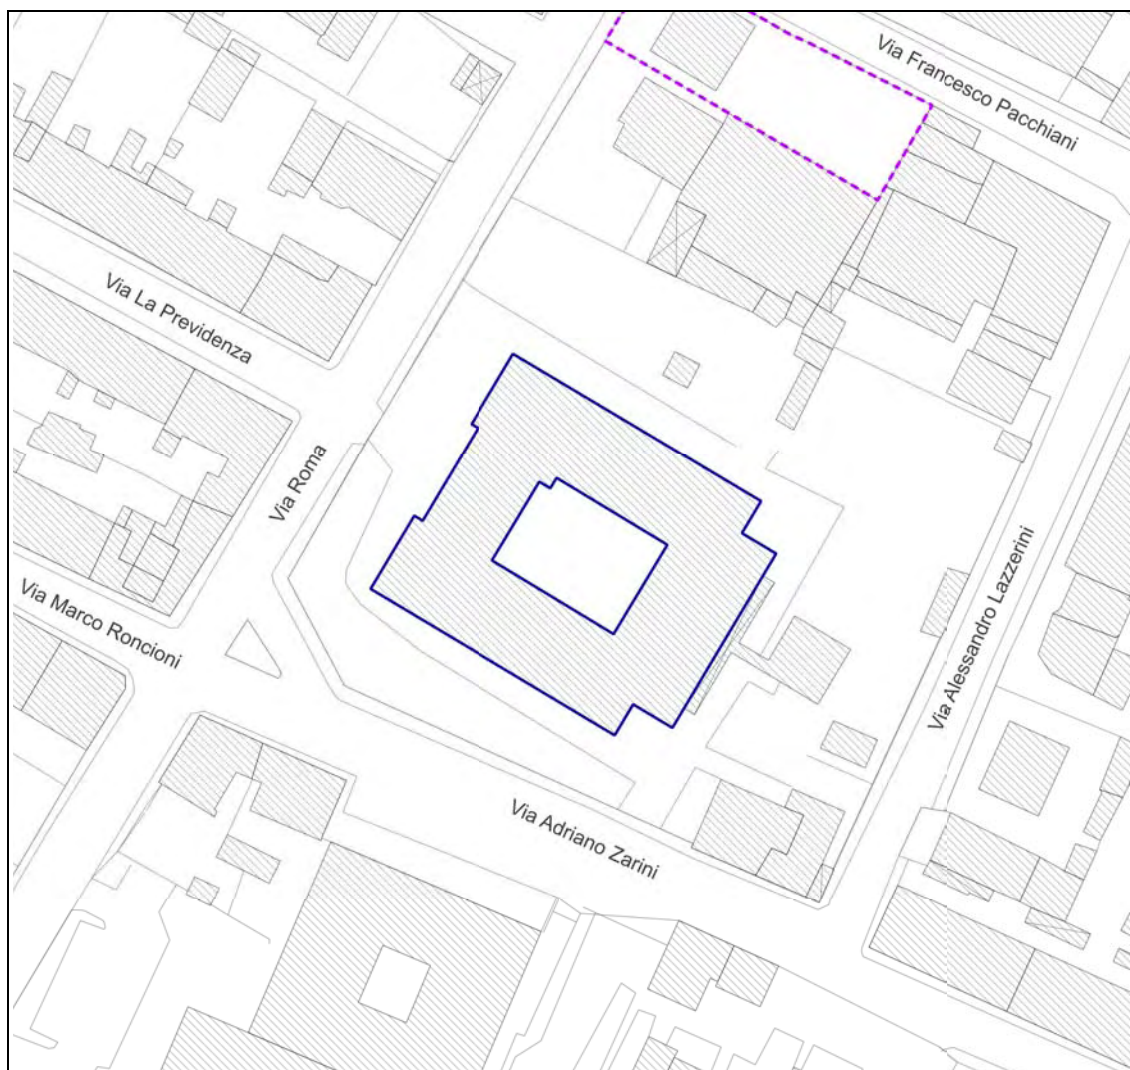 Via Francesco Pacchiani
Via La Previdenza
Via Roma
Via Marco Roncioni
Via Alessandro Lazzerini
Via Adriano Zarini